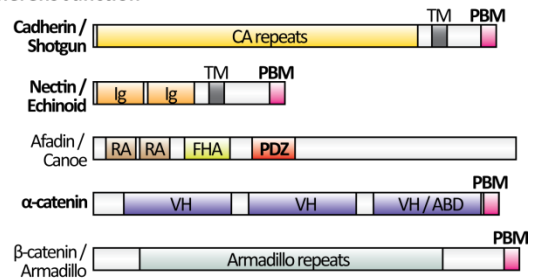 Cadherin / Shotgun
CA repeats
TM
PBM
Nectin / Echinoid
Ig
Ig
TM
PBM
Afadin / Canoe
RA
RA
FHA
PDZ
α-catenin
VH
VH
VH / ABD
PBM
β-catenin / Armadillo
Armadillo repeats
PBM